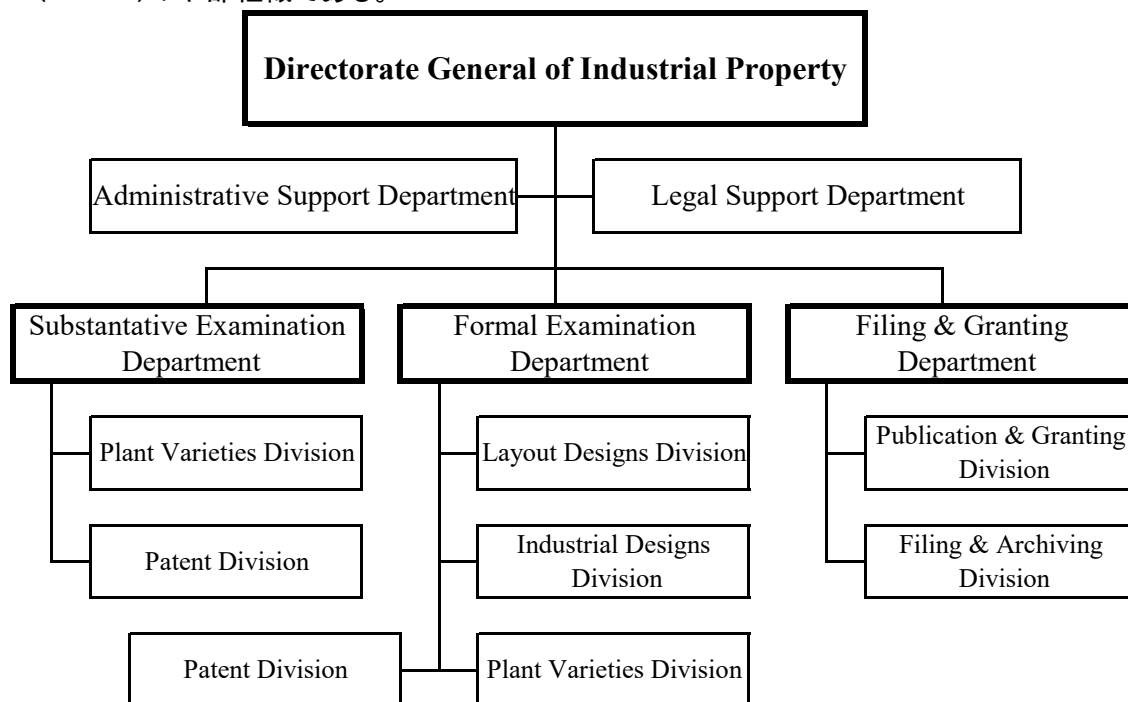 Directorate General of Industrial Property
Administrative Support Department
Legal Support Department
Substantative Examination
Department
Formal Examination
Department
Filing & Granting
Department
Plant Varieties Division
Layout Designs Division
Publication & Granting
Division
Patent Division
Industrial Designs
Division
Filing & Archiving
Division
Patent Division
Plant Varieties Division